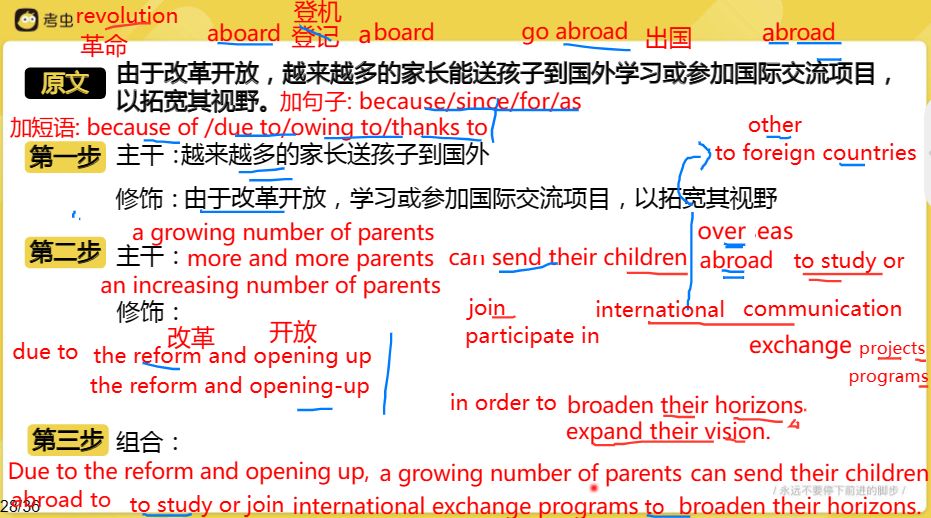 考虫
revolution
革命
aboard
登机
登记
aboard
go abroad
出国
abroad
原文
由于改革开放，越来越多的家长能送孩子到国外学习或参加国际交流项目，
以拓宽其视野。加句子: because/since/for/as
加短语: because of /due to/owing to/thanks to
other
第一步
主干：越来越多的家长送孩子到国外
to foreign countries
修饰：由于改革开放，学习或参加国际交流项目，以拓宽其视野
a growing number of parents
over eas
第二步
主干：more and more parents can send their children abroad to study or
an increasing number of parents
修饰：
join international communication
改革 开放
participate in
due to the reform and opening up
exchange projects
the reform and opening-up
programs
in order to broaden their horizons.
expand their vision.
第三步
组合：
Due to the reform and opening up, a growing number of parents can send their children
abroad to to study or join international exchange programs to broaden their horizons.
/ 永远不要停下前进的脚步 /
28/36